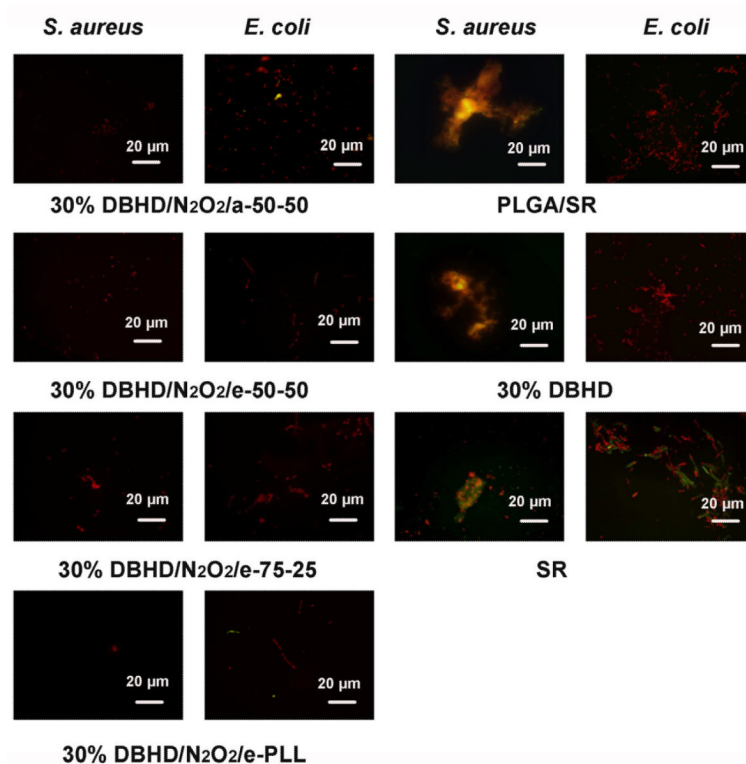 S. aureus E. coli S. aureus E. coli
20 µm 20 µm 20 µm 20 µm
30% DBHD/N₂O₂/a-50-50 PLGA/SR
20 µm 20 µm 20 µm 20 µm
30% DBHD/N₂O₂/e-50-50 30% DBHD
20 µm 20 µm 20 µm 20 µm
30% DBHD/N₂O₂/e-75-25 SR
20 µm 20 µm
30% DBHD/N₂O₂/e-PLL